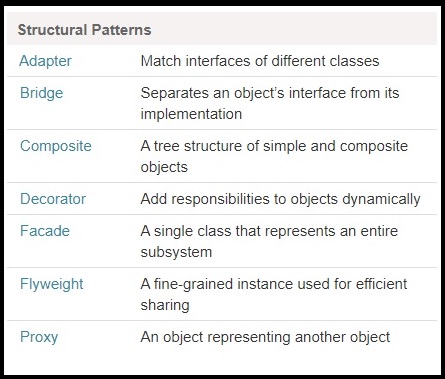 Structural Patterns
Adapter Match interfaces of different classes
Bridge Separates an object’s interface from its
implementation
Composite A tree structure of simple and composite
objects
Decorator Add responsibilities to objects dynamically
Facade A single class that represents an entire
subsystem
Flyweight A fine-grained instance used for efficient
sharing
Proxy An object representing another object